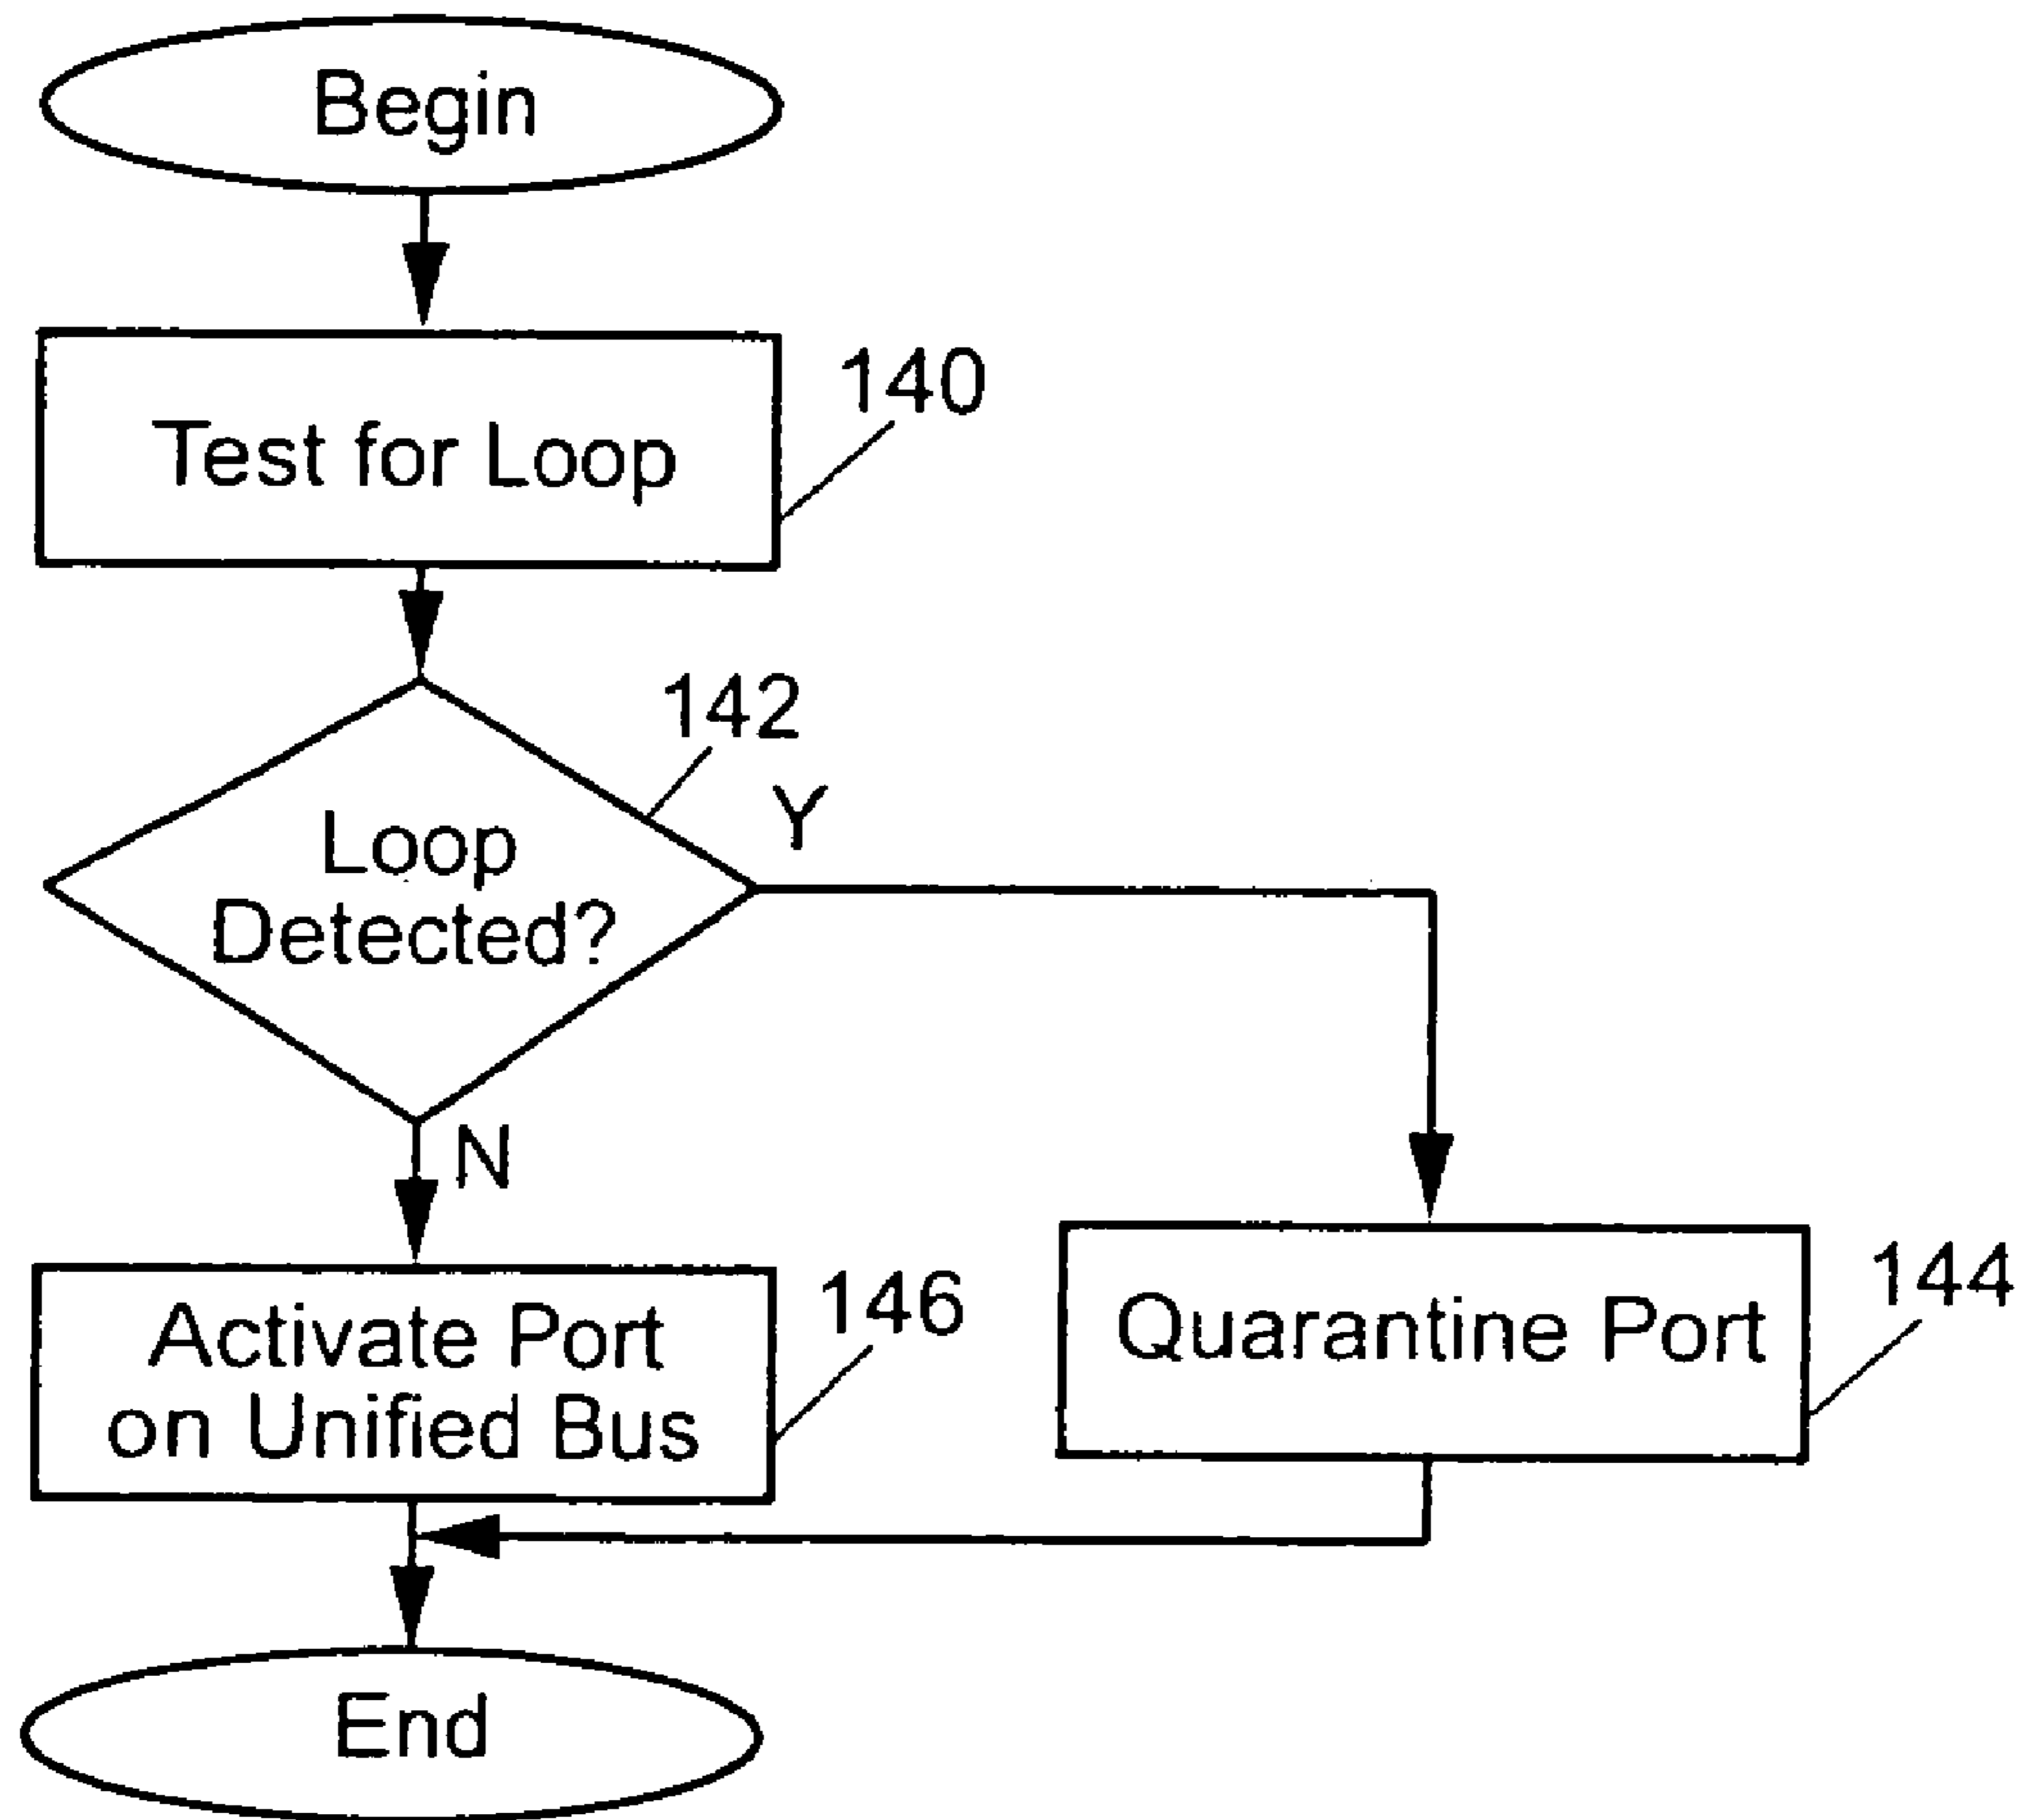 Begin
Test for Loop
140
142
Y
Loop
Detected?
N
Activate Port
on Unified Bus
146
Quarantine Port
144
End